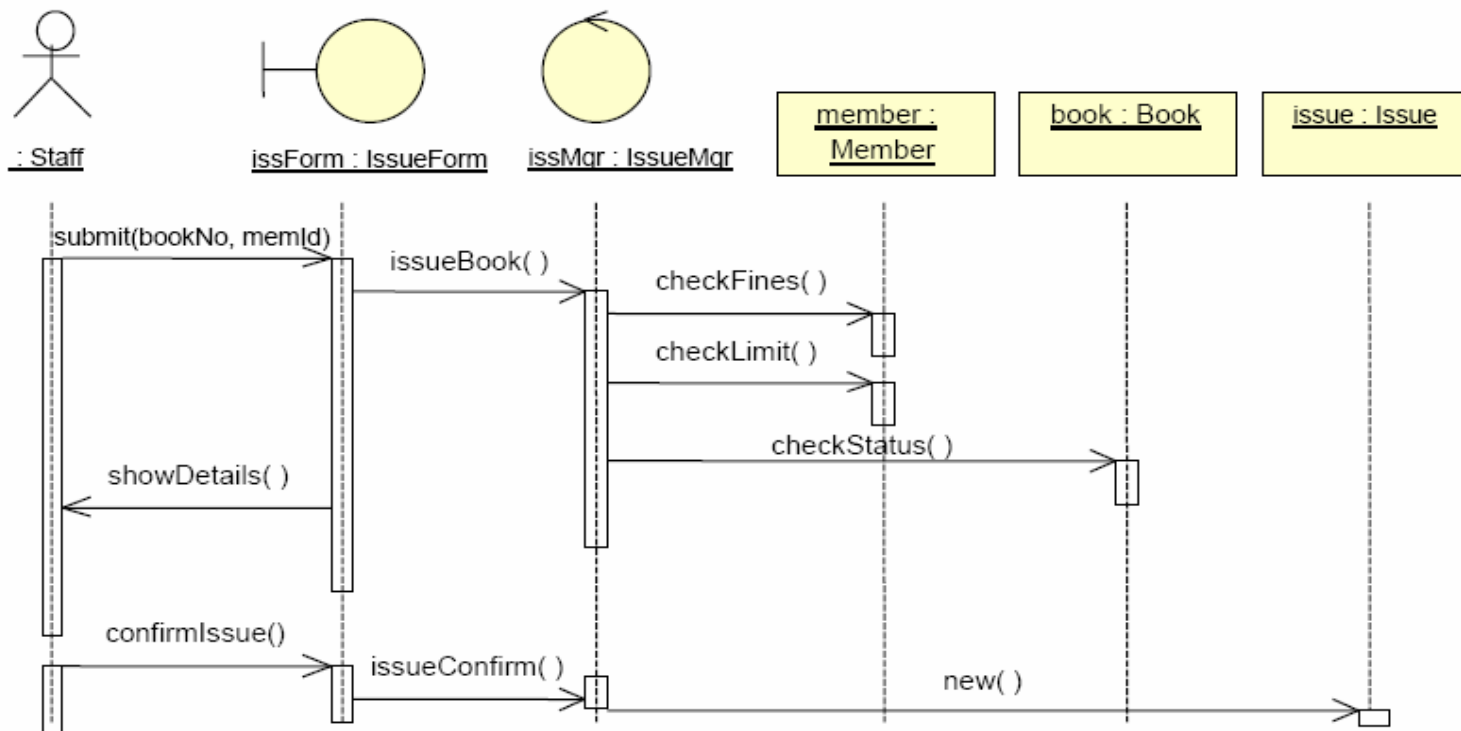 : Staff
issForm : IssueForm
issMgr : IssueMgr
member :
Member
book : Book
issue : Issue
submit(bookNo, memId)
issueBook( )
checkFines( )
checkLimit( )
checkStatus( )
showDetails( )
confirmIssue()
issueConfirm( )
new( )